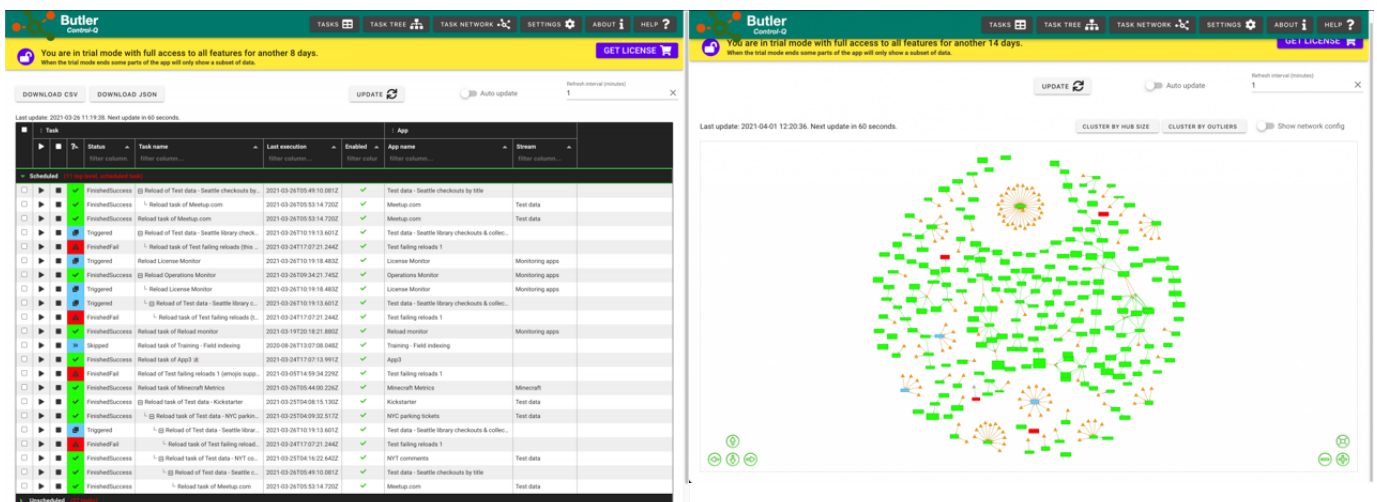 Butler
Control-Q
TASKS
TASK TREE
TASK NETWORK
SETTINGS
ABOUT
HELP ?
You are in trial mode with full access to all features for another 8 days.
When the trial mode ends some parts of the app will only show a subset of data.
GET LICENSE
DOWNLOAD CSV
DOWNLOAD JSON
UPDATE
Auto update
Refresh interval (minutes)
1
Last update: 2021-03-26 11:19:38. Next update in 60 seconds.
Task
App
Status
Task name
Last execution
Enabled
App name
Stream
filter column.
filter column...
filter column...
filter colur
filter column...
filter column...
Scheduled
FinishedSuccess Reload of Test data - Seattle checkouts by... 2021-03-26T05:49:10.081Z Test data - Seattle checkouts by title
FinishedSuccess Reload task of Meetup.com 2021-03-26T05:53:14.720Z Meetup.com Test data
FinishedSuccess Reload task of Meetup.com 2021-03-26T05:53:14.720Z Meetup.com Test data
Triggered Reload of Test data - Seattle library check... 2021-03-26T10:19:13.601Z Test data - Seattle library checkouts & collec...
FinishedFail Reload task of Test failing reloads (this ... 2021-03-24T17:07:21.244Z Test failing reloads 1
Triggered Reload License Monitor 2021-03-26T10:19:18.483Z License Monitor Monitoring apps
FinishedSuccess Reload Operations Monitor 2021-03-26T09:34:21.745Z Operations Monitor Monitoring apps
Triggered Reload License Monitor 2021-03-26T10:19:18.483Z License Monitor Monitoring apps
Triggered Reload of Test data - Seattle library c... 2021-03-26T10:19:13.601Z Test data - Seattle library checkouts & collec...
FinishedFail Reload task of Test failing reloads (t... 2021-03-24T17:07:21.244Z Test failing reloads 1
FinishedSuccess Reload task of Reload monitor 2021-03-19T20:18:21.880Z Reload monitor Monitoring apps
Skipped Reload task of Training - Field indexing 2020-08-26T13:07:08.048Z Training - Field indexing
FinishedSuccess Reload task of App3 2021-03-24T17:07:13.991Z App3
FinishedFail Reload task of Test failing reloads 1 (emojis supp... 2021-03-05T14:59:34.229Z Test failing reloads 1
FinishedSuccess Reload task of Minecraft Metrics 2021-03-26T05:44:00.226Z Minecraft Metrics Minecraft
FinishedSuccess Reload task of Test data - Kickstarter 2021-03-25T04:08:15.130Z Kickstarter Test data
FinishedSuccess Reload task of Test data - NYC parkin... 2021-03-25T04:09:32.517Z NYC parking tickets Test data
Triggered Reload of Test data - Seattle librar... 2021-03-26T10:19:13.601Z Test data - Seattle library checkouts & collec...
FinishedFail Reload task of Test failing reload... 2021-03-24T17:07:21.244Z Test failing reloads 1
FinishedSuccess Reload task of Test data - NYT co... 2021-03-25T04:16:22.642Z NYT comments Test data
FinishedSuccess Reload of Test data - Seattle c... 2021-03-26T05:49:10.081Z Test data - Seattle checkouts by title
FinishedSuccess Reload task of Meetup.com 2021-03-26T05:53:14.720Z Meetup.com Test data
Unscheduled
Butler
Control-Q
TASKS
TASK TREE
TASK NETWORK
SETTINGS
ABOUT
HELP ?
You are in trial mode with full access to all features for another 14 days.
When the trial mode ends some parts of the app will only show a subset of data.
GET LICENSE
UPDATE
Auto update
Refresh interval (minutes)
1
Last update: 2021-04-01 12:20:36. Next update in 60 seconds.
CLUSTER BY HUB SIZE
CLUSTER BY OUTLIERS
Show network config